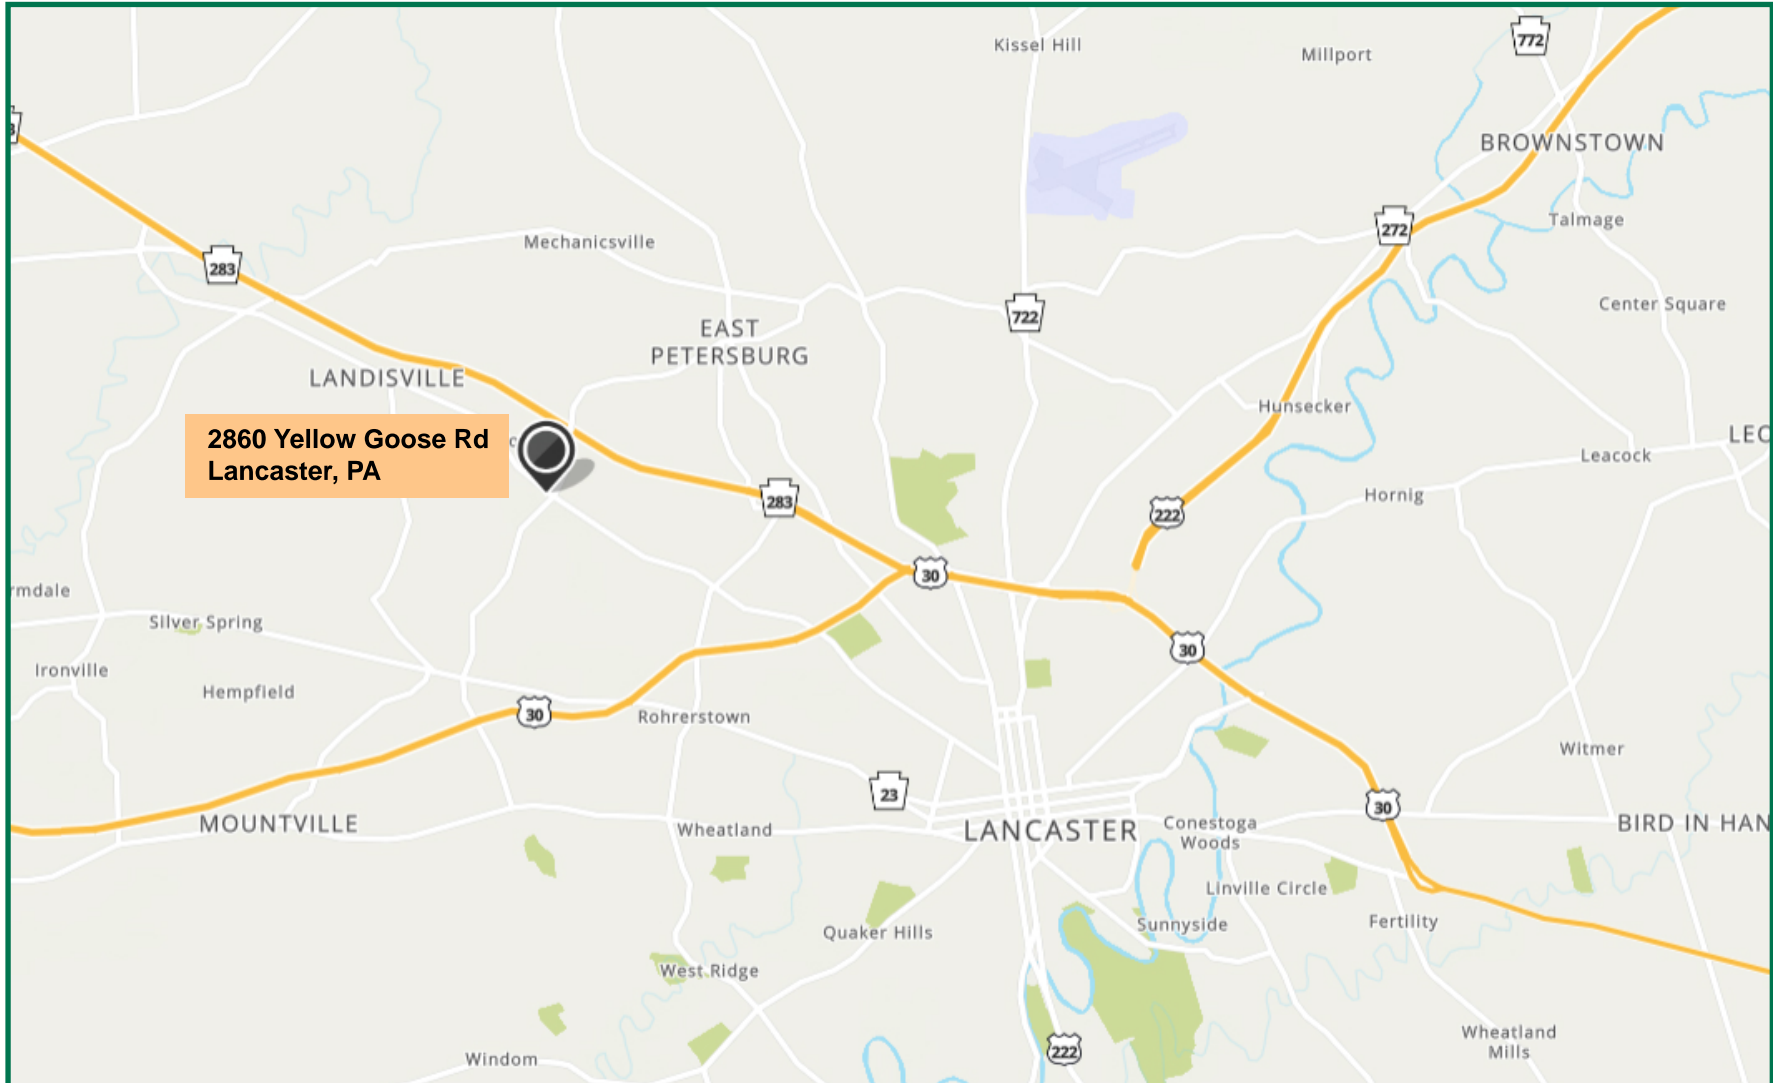 Kissel Hill
772
Millport
BROWNSTOWN
272
Talmage
283
Mechanicsville
722
Center Square
EAST
PETERSBURG
LANDISVILLE
Hunsecker
2860 Yellow Goose Rd
Lancaster, PA
Leacock
Hornig
283
222
30
Silver Spring
30
Ironville
Hempfield
30
Rohrerstown
Witmer
23
30
MOUNTVILLE
Wheatland
LANCASTER
Conestoga
Woods
BIRD IN HAN
Linville Circle
Quaker Hills
Sunnyside
Fertility
West Ridge
Windom
222
Wheatland
Mills